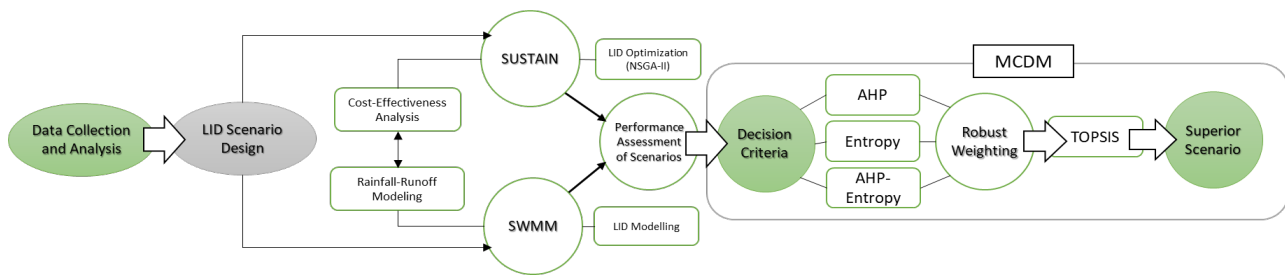 Data Collection
and Analysis
LID Scenario
Design
Cost-Effectiveness
Analysis
Rainfall-Runoff
Modeling
SUSTAIN
LID Optimization
(NSGA-II)
SWMM
LID Modelling
Performance
Assessment
of Scenarios
MCDM
Decision
Criteria
AHP
Entropy
AHP-
Entropy
Robust
Weighting
TOPSIS
Superior
Scenario